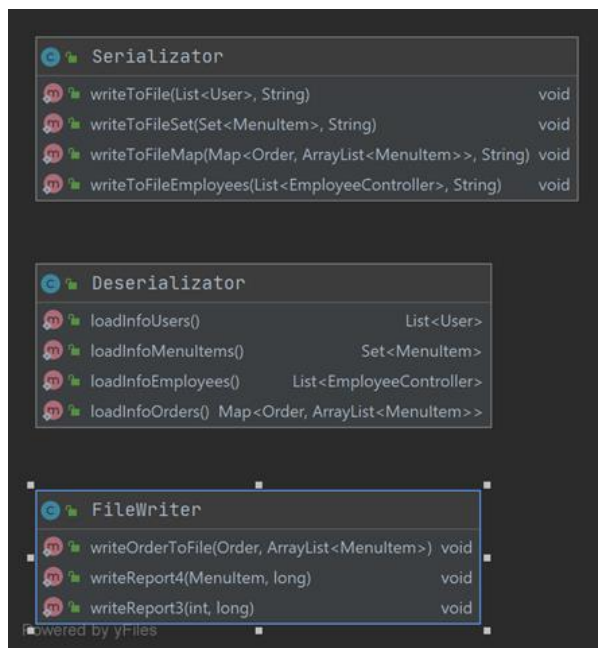 Serializator
writeToFile(List<User>, String) void
writeToFileSet(Set<MenuItem>, String) void
writeToFileMap(Map<Order, ArrayList<MenuItem>>, String) void
writeToFileEmployees(List<EmployeeController>, String) void
Deserializator
loadInfoUsers() List<User>
loadInfoMenuItems() Set<MenuItem>
loadInfoEmployees() List<EmployeeController>
loadInfoOrders() Map<Order, ArrayList<MenuItem>>
FileWriter
writeOrderToFile(Order, ArrayList<MenuItem>) void
writeReport4(MenuItem, long) void
writeReport3(int, long) void
Powered by yFiles